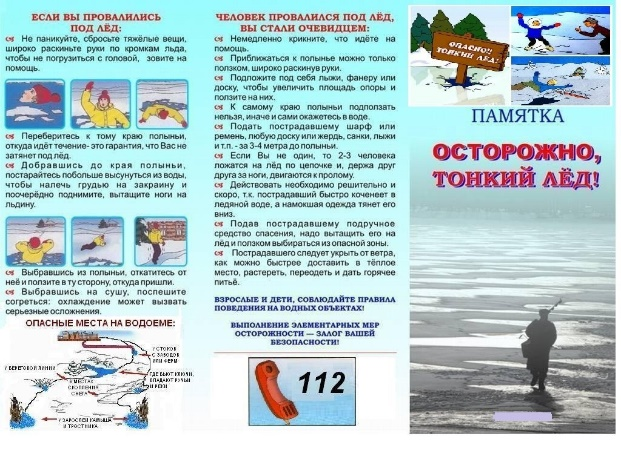 ЕСЛИ ВЫ ПРОВАЛИЛИСЬ
ПОД ЛЁД:
Не паникуйте, сбросьте тяжёлые вещи,
широко раскиньте руки по кромкам льда,
чтобы не погрузиться с головой, зовите на
помощь.
Переберитесь к тому краю полыньи,
откуда идёт течение- это гарантия, что Вас не
затянет под лёд.
Добравшись до края полыньи,
постарайтесь побольше высунуться из воды,
чтобы налечь грудью на закраину и
поочерёдно поднимите, вытащите ноги на
льдину.
Выбравшись из полыньи, откатитесь от
неё и ползите в ту сторону, откуда пришли.
Выбравшись на сушу, поспешите
согреться: охлаждение может вызвать
серьезные осложнения.
ОПАСНЫЕ МЕСТА НА ВОДОЕМЕ:
У СТОКОВ
С ЗАВОДОВ
ИЛИ ФЕРМ
У БЕРЕГОВОЙ ЛИНИИ
В МЕСТАХ
СКОПЛЕНИЯ
СНЕГА
ГДЕ БЬЮТ КЛЮЧИ,
ВПАДАЮТ РУЧЬИ
И РЕКИ
У ЗАРОСЛЕЙ КАМЫША
И ТРОСТНИКА
ЧЕЛОВЕК ПРОВАЛИЛСЯ ПОД ЛЁД,
ВЫ СТАЛИ ОЧЕВИДЦЕМ:
Немедленно крикните, что идёте на
помощь.
Приближаться к полынье можно только
ползком, широко раскинув руки.
Подложите под себя лыжи, фанеру или
доску, чтобы увеличить площадь опоры и
ползите на них.
К самому краю полыньи подползать
нельзя, иначе и сами окажетесь в воде.
Подать пострадавшему шарф или
ремень, любую доску или жердь, санки, лыжи
и т.п. - за 3-4 метра до полыньи.
Если Вы не один, то 2-3 человека
ложатся на лёд по цепочке и, держа друг
друга за ноги, двигаются к пролому.
Действовать необходимо решительно и
скоро, т.к. пострадавший быстро коченеет в
ледяной воде, а намокшая одежда тянет его
вниз.
Подав пострадавшему подручное
средство спасения, надо вытащить его на
лёд и ползком выбираться из опасной зоны.
Пострадавшего следует укрыть от ветра,
как можно быстрее доставить в тёплое
место, растереть, переодеть и дать горячее
питьё.
ВЗРОСЛЫЕ И ДЕТИ, СОБЛЮДАЙТЕ ПРАВИЛА
ПОВЕДЕНИЯ НА ВОДНЫХ ОБЪЕКТАХ!
ВЫПОЛНЕНИЕ ЭЛЕМЕНТАРНЫХ МЕР
ОСТОРОЖНОСТИ — ЗАЛОГ ВАШЕЙ
БЕЗОПАСНОСТИ!
112
ОПАСНО!
ТОНКИЙ ЛЁД!
ПАМЯТКА
ОСТОРОЖНО,
ТОНКИЙ ЛЁД!